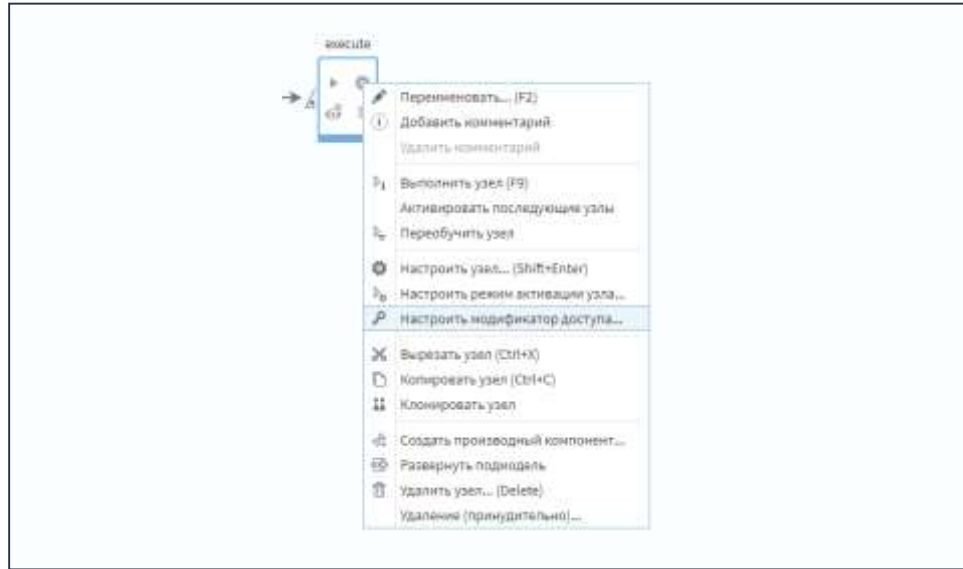 execute
Переименовать... (F2)
Добавить комментарий
Удалить комментарий
Выполнить узел (F9)
Активировать последующие узлы
Переобучить узел
Настроить узел... (Shift+Enter)
Настроить режим активации узла...
Настроить модификатор доступа...
Вырезать узел (Ctrl+X)
Копировать узел (Ctrl+C)
Клонировать узел
Создать производный компонент...
Развернуть подмодель
Удалить узел... (Delete)
Удаление (принудительно)...